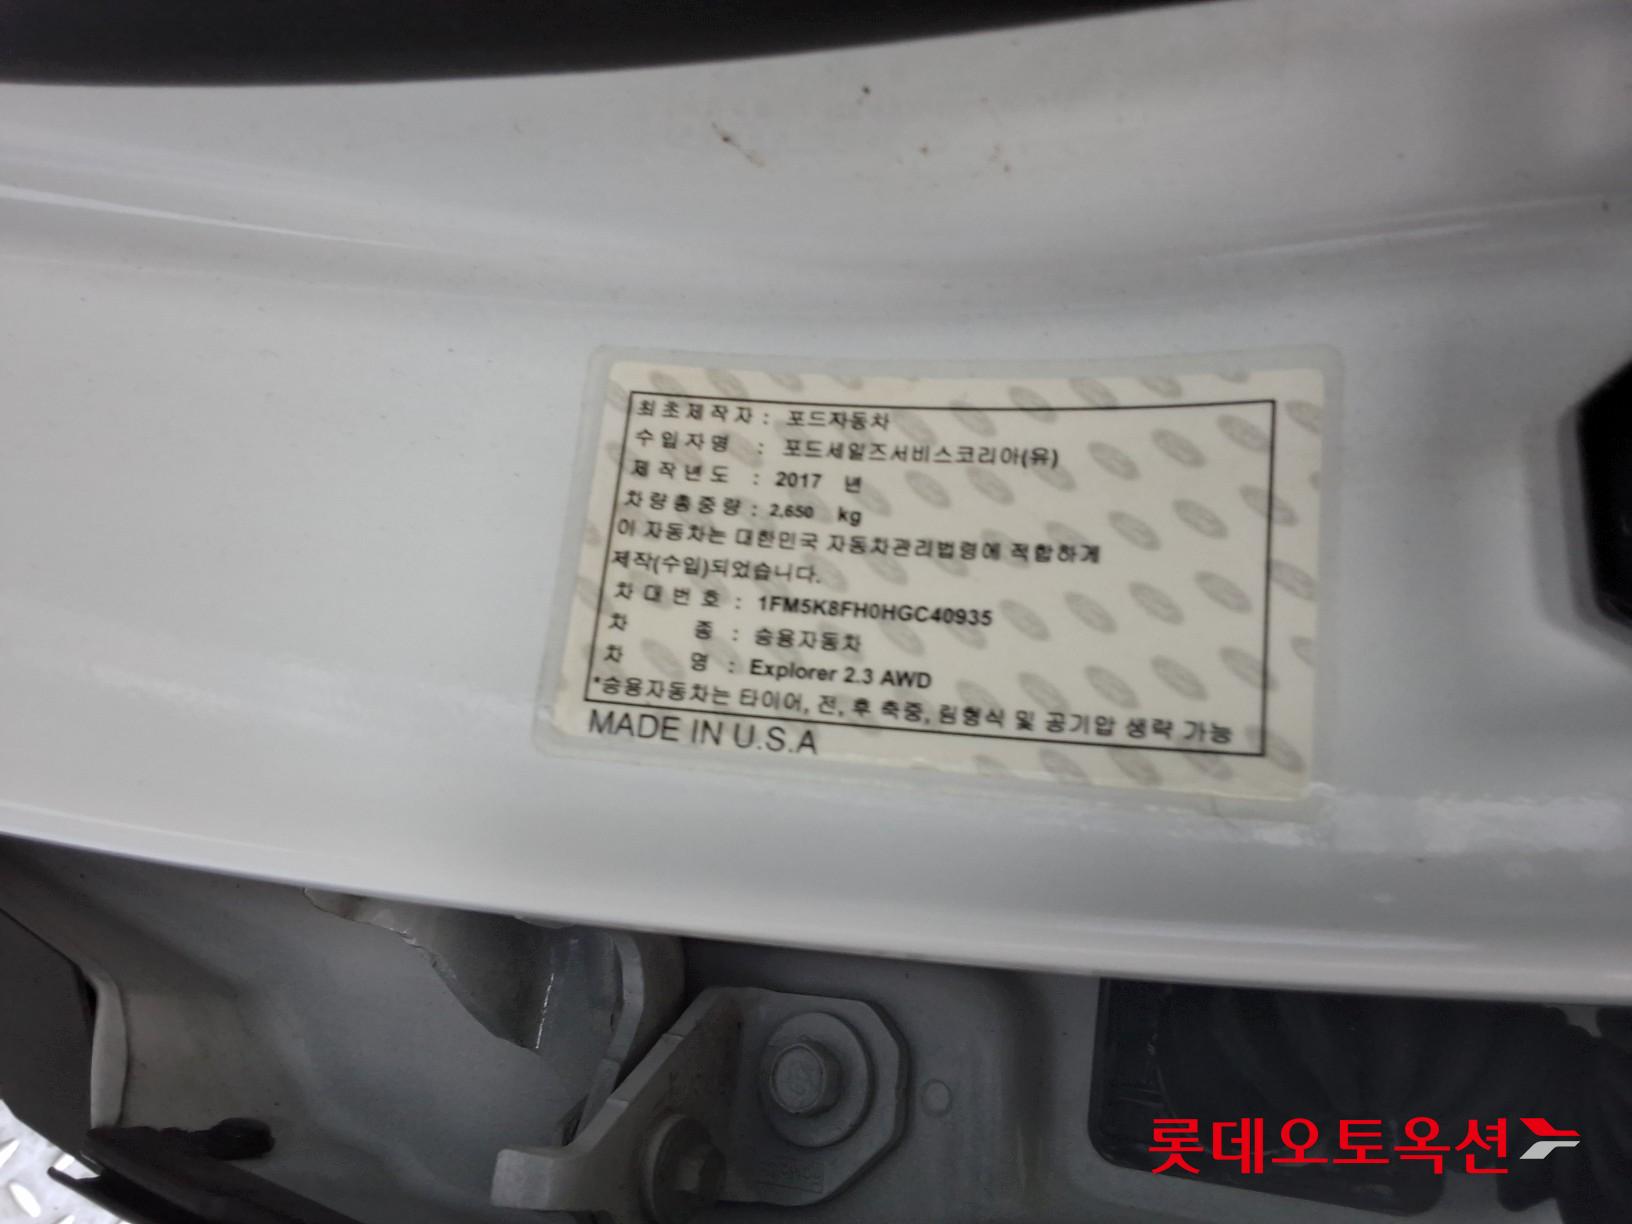 최초제작자 : 포드자동차
수입자명 : 포드세일즈서비스코리아(유)
제작년도 : 2017 년
차량총중량 : 2,650 kg
이 자동차는 대한민국 자동차관리법령에 적합하게
제작(수입)되었습니다.
차대번호 : 1FM5K8FH0HGC40935
차 종 : 승용자동차
차 명 : Explorer 2.3 AWD
*승용자동차는 타이어, 전, 후 축중, 림형식 및 공기압 생략 가능
MADE IN U.S.A
롯데오토옥션